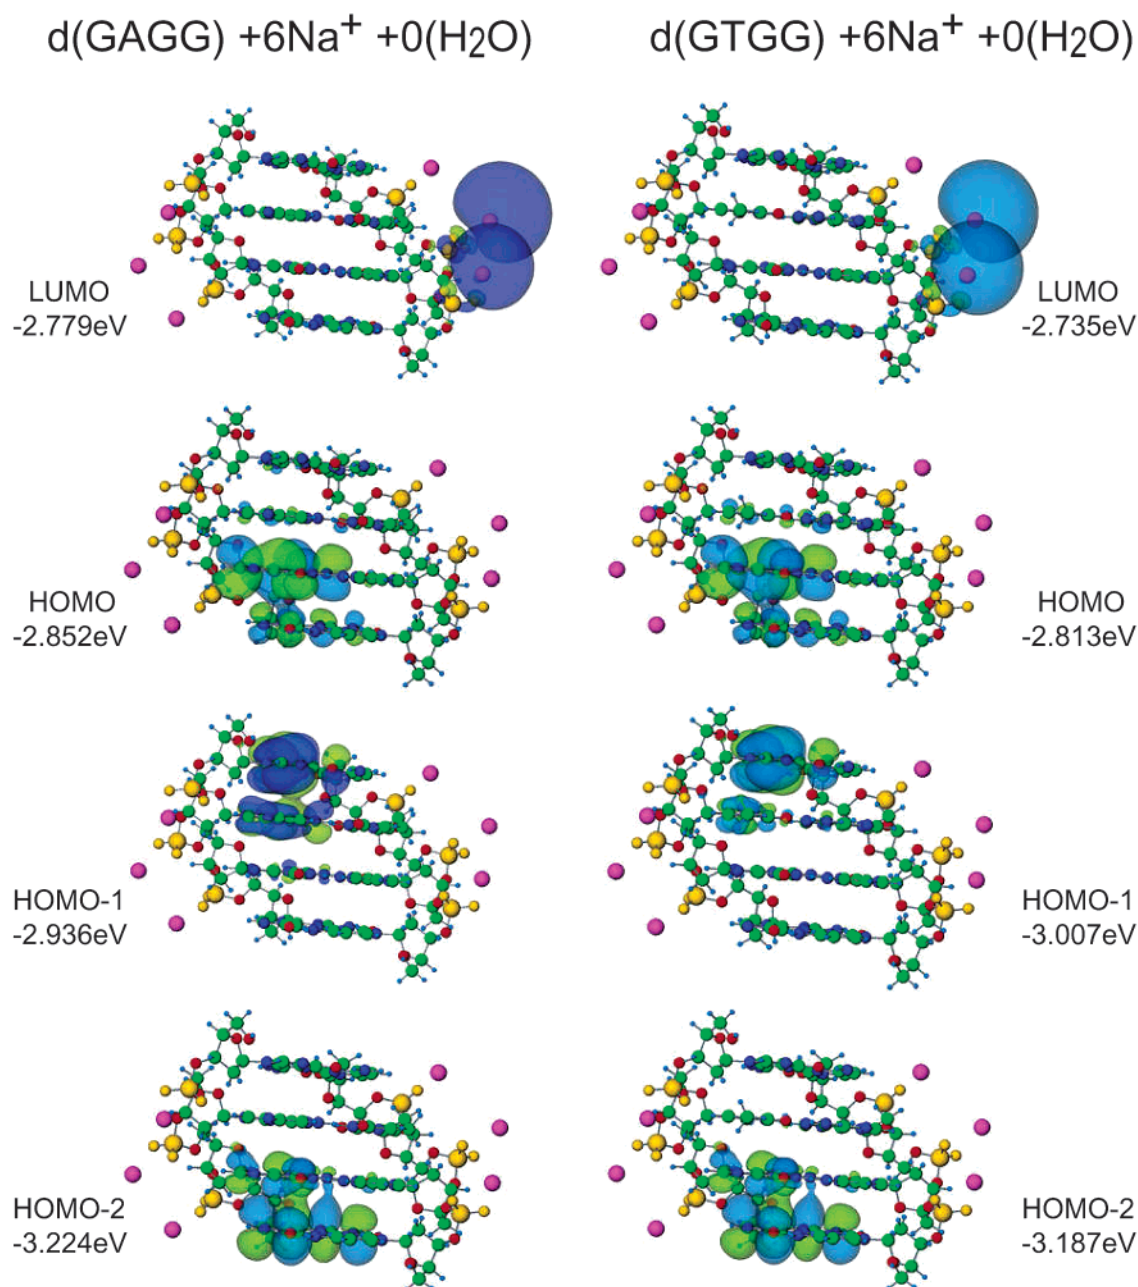 d(GAGG) +6Na⁺ +0(H₂O)
d(GTGG) +6Na⁺ +0(H₂O)
LUMO
-2.779eV
LUMO
-2.735eV
HOMO
-2.852eV
HOMO
-2.813eV
HOMO-1
-2.936eV
HOMO-1
-3.007eV
HOMO-2
-3.224eV
HOMO-2
-3.187eV